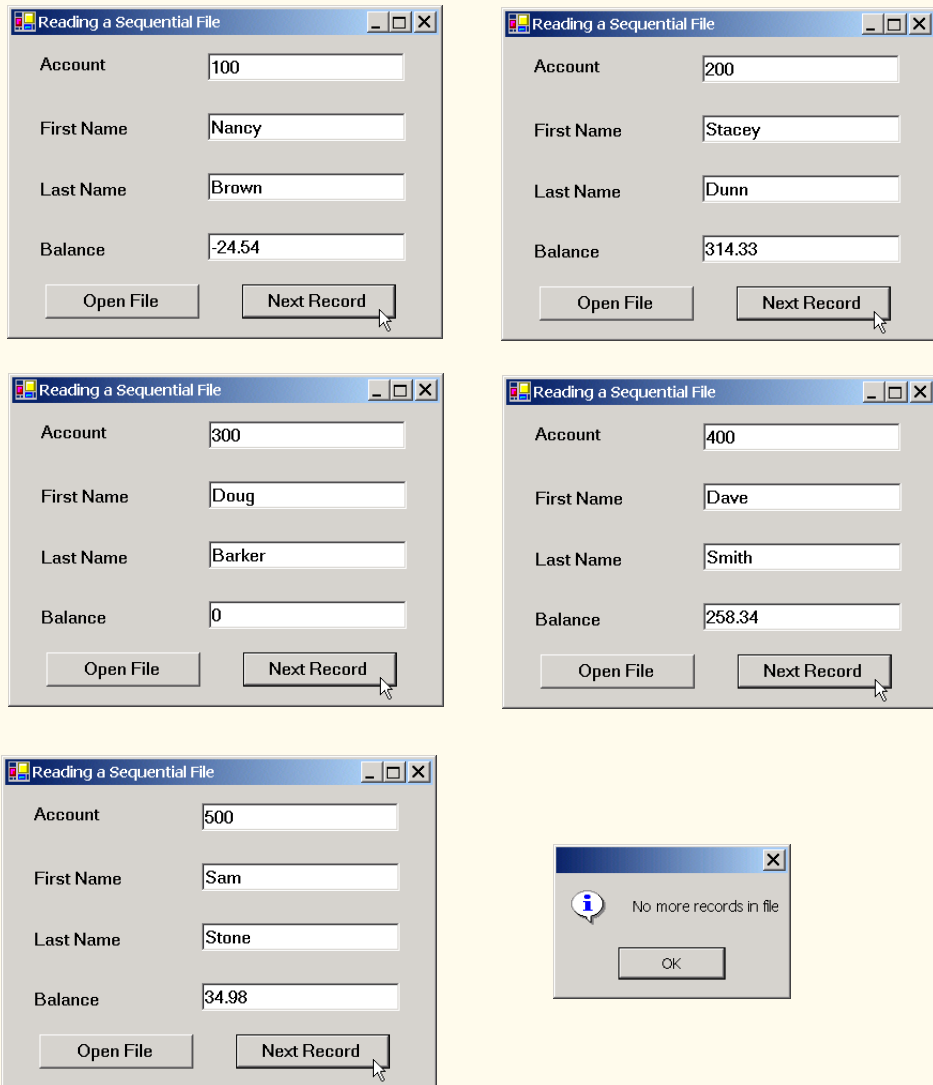 Reading a Sequential File
Account 100
First Name Nancy
Last Name Brown
Balance -24.54
Open File Next Record
Reading a Sequential File
Account 200
First Name Stacey
Last Name Dunn
Balance 314.33
Open File Next Record
Reading a Sequential File
Account 300
First Name Doug
Last Name Barker
Balance 0
Open File Next Record
Reading a Sequential File
Account 400
First Name Dave
Last Name Smith
Balance 258.34
Open File Next Record
Reading a Sequential File
Account 500
First Name Sam
Last Name Stone
Balance 34.98
Open File Next Record
No more records in file
OK